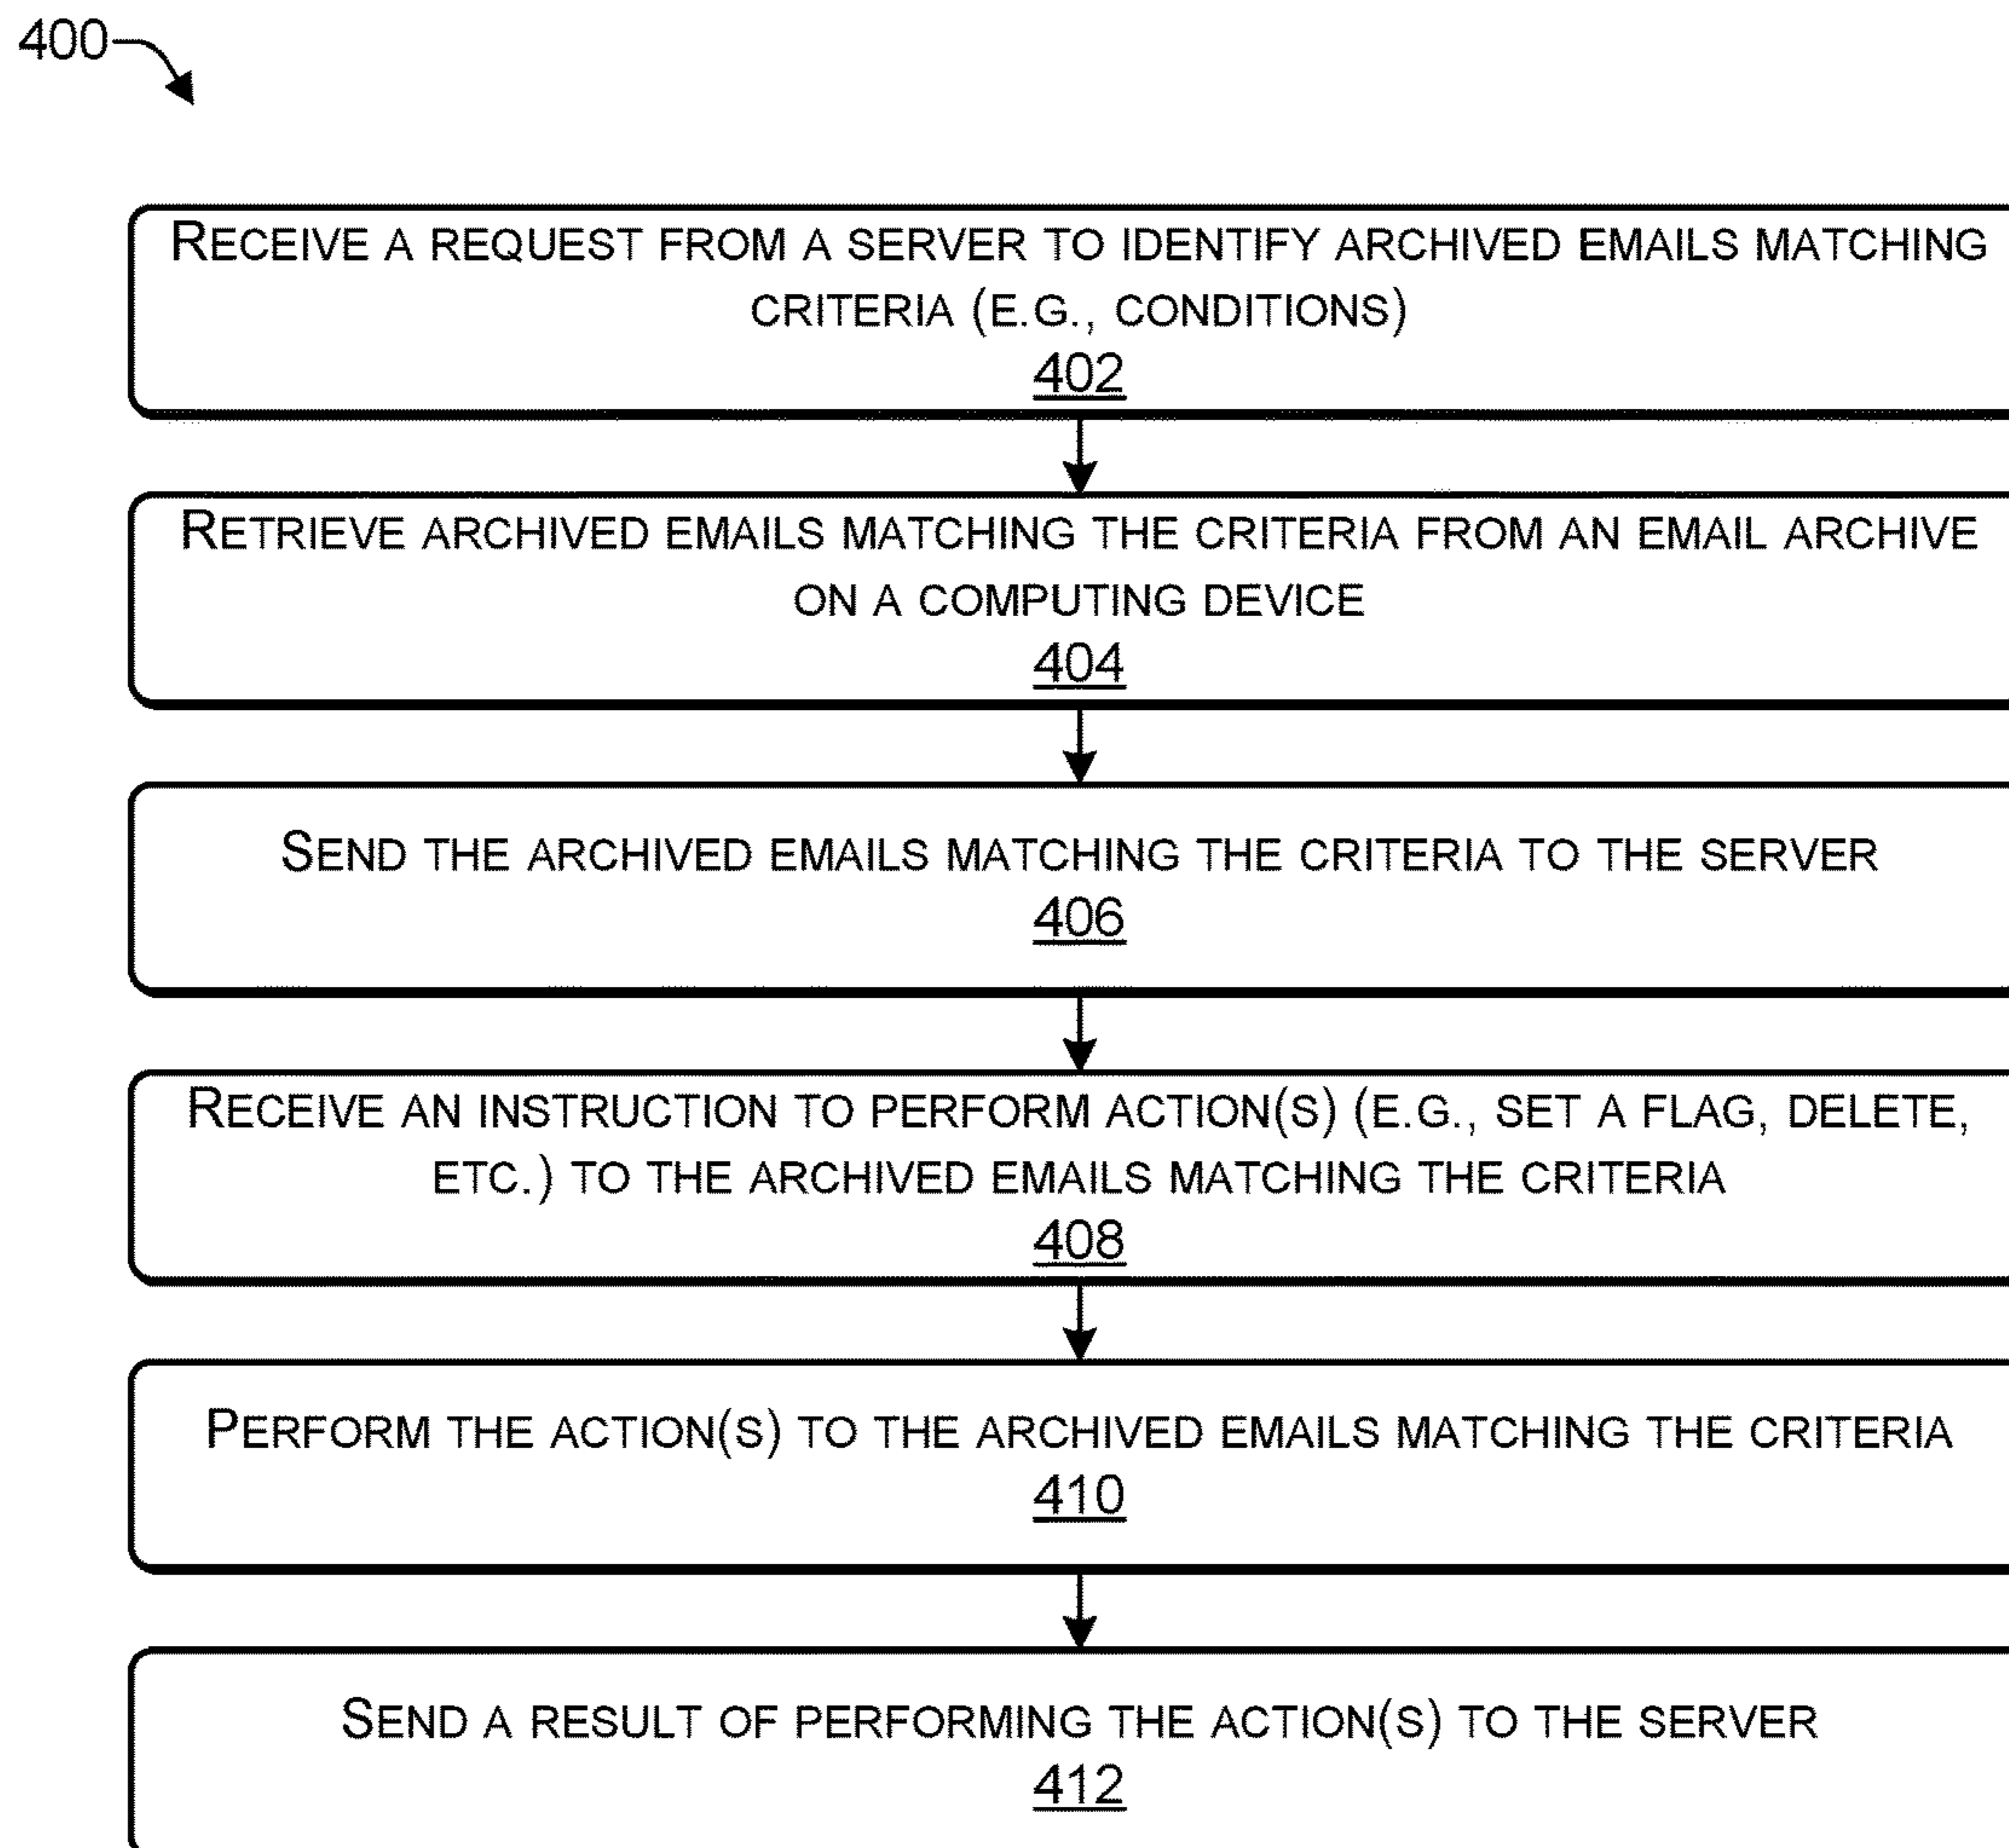 400
RECEIVE A REQUEST FROM A SERVER TO IDENTIFY ARCHIVED EMAILS MATCHING
CRITERIA (E.G., CONDITIONS)
402
RETRIEVE ARCHIVED EMAILS MATCHING THE CRITERIA FROM AN EMAIL ARCHIVE
ON A COMPUTING DEVICE
404
SEND THE ARCHIVED EMAILS MATCHING THE CRITERIA TO THE SERVER
406
RECEIVE AN INSTRUCTION TO PERFORM ACTION(S) (E.G., SET A FLAG, DELETE,
ETC.) TO THE ARCHIVED EMAILS MATCHING THE CRITERIA
408
PERFORM THE ACTION(S) TO THE ARCHIVED EMAILS MATCHING THE CRITERIA
410
SEND A RESULT OF PERFORMING THE ACTION(S) TO THE SERVER
412